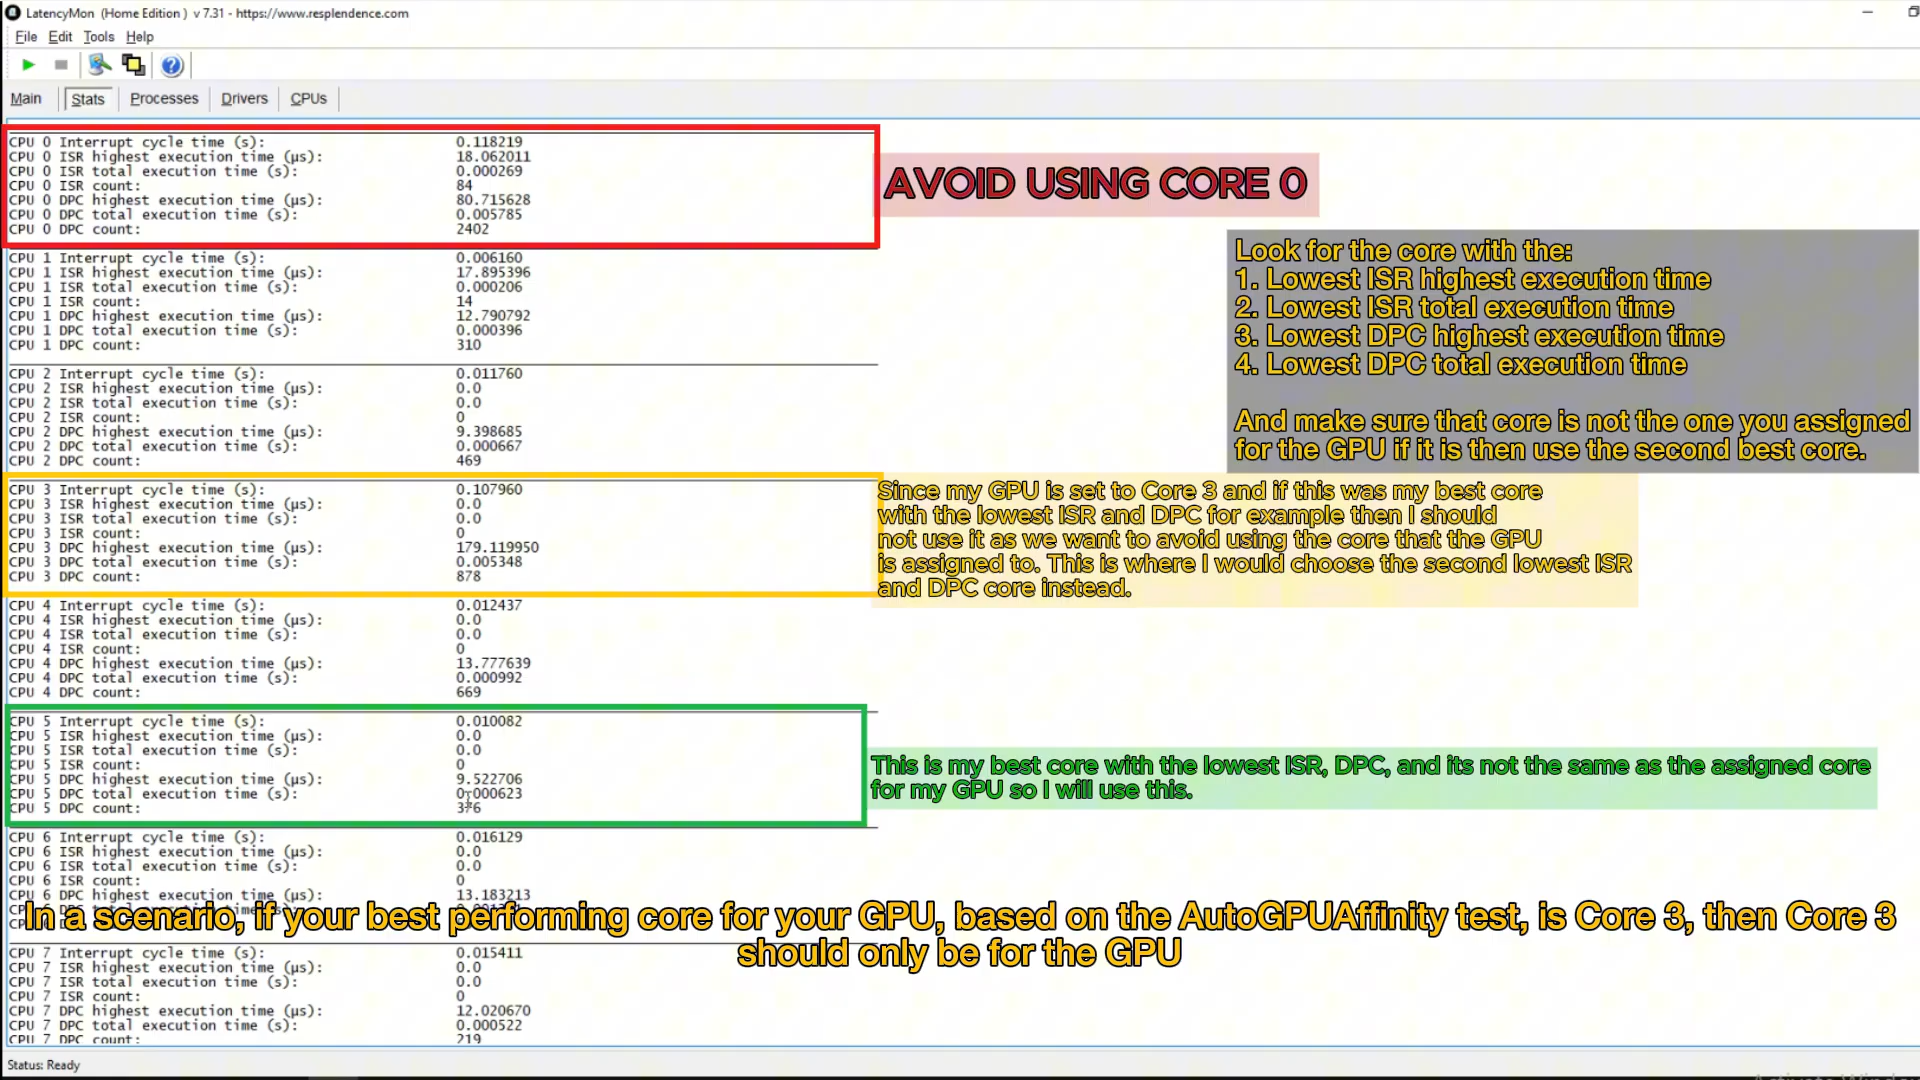 LatencyMon (Home Edition ) v 7.31 - https://www.resplendence.com
File Edit Tools Help
Main Stats Processes Drivers CPUs
CPU 0 Interrupt cycle time (s): 0.118219
CPU 0 ISR highest execution time (µs): 18.062011
CPU 0 ISR total execution time (s): 0.000269
CPU 0 ISR count: 84
CPU 0 DPC highest execution time (µs): 80.715628
CPU 0 DPC total execution time (s): 0.005785
CPU 0 DPC count: 2402
AVOID USING CORE 0
CPU 1 Interrupt cycle time (s): 0.006160
CPU 1 ISR highest execution time (µs): 17.895396
CPU 1 ISR total execution time (s): 0.000206
CPU 1 ISR count: 14
CPU 1 DPC highest execution time (µs): 12.790792
CPU 1 DPC total execution time (s): 0.000396
CPU 1 DPC count: 310
Look for the core with the:
1. Lowest ISR highest execution time
2. Lowest ISR total execution time
3. Lowest DPC highest execution time
4. Lowest DPC total execution time
And make sure that core is not the one you assigned
for the GPU if it is then use the second best core.
CPU 2 Interrupt cycle time (s): 0.011760
CPU 2 ISR highest execution time (µs): 0.0
CPU 2 ISR total execution time (s): 0.0
CPU 2 ISR count: 0
CPU 2 DPC highest execution time (µs): 9.398685
CPU 2 DPC total execution time (s): 0.000667
CPU 2 DPC count: 469
CPU 3 Interrupt cycle time (s): 0.107960
CPU 3 ISR highest execution time (µs): 0.0
CPU 3 ISR total execution time (s): 0.0
CPU 3 ISR count: 0
CPU 3 DPC highest execution time (µs): 179.119950
CPU 3 DPC total execution time (s): 0.005348
CPU 3 DPC count: 878
Since my GPU is set to Core 3 and if this was my best core
with the lowest ISR and DPC for example then I should
not use it as we want to avoid using the core that the GPU
is assigned to. This is where I would choose the second lowest ISR
and DPC core instead.
CPU 4 Interrupt cycle time (s): 0.012437
CPU 4 ISR highest execution time (µs): 0.0
CPU 4 ISR total execution time (s): 0.0
CPU 4 ISR count: 0
CPU 4 DPC highest execution time (µs): 13.777639
CPU 4 DPC total execution time (s): 0.000992
CPU 4 DPC count: 669
CPU 5 Interrupt cycle time (s): 0.010082
CPU 5 ISR highest execution time (µs): 0.0
CPU 5 ISR total execution time (s): 0.0
CPU 5 ISR count: 0
CPU 5 DPC highest execution time (µs): 9.522706
CPU 5 DPC total execution time (s): 0.000623
CPU 5 DPC count:
This is my best core with the lowest ISR, DPC, and its not the same as the assigned core
for my GPU so I will use this.
CPU 6 Interrupt cycle time (s): 0.016129
CPU 6 ISR highest execution time (µs): 0.0
CPU 6 ISR total execution time (s): 0.0
CPU 6 ISR count: 0
CPU 6 DPC highest execution time (µs): 13.183213
In a scenario, if your best performing core for your GPU, based on the AutoGPUAffinity test, is Core 3, then Core 3
should only be for the GPU
CPU 7 Interrupt cycle time (s): 0.015411
CPU 7 ISR highest execution time (µs): 0.0
CPU 7 ISR total execution time (s): 0.0
CPU 7 ISR count: 0
CPU 7 DPC highest execution time (µs): 12.020670
CPU 7 DPC total execution time (s): 0.000522
CPU 7 DPC count: 219
Status: Ready